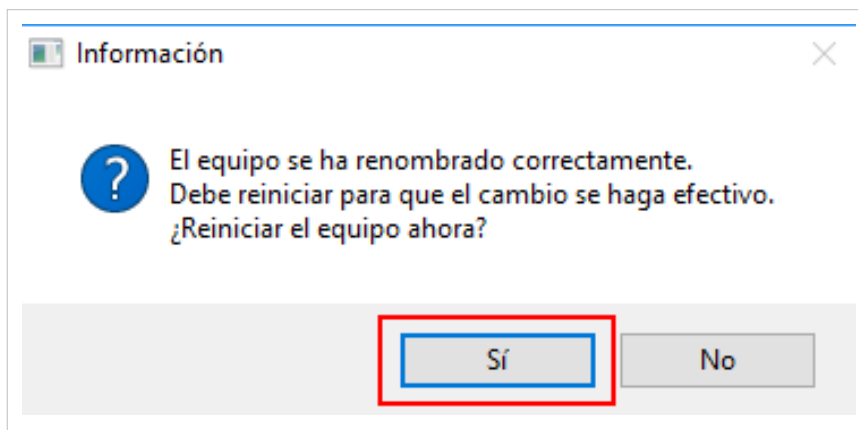 Información
El equipo se ha renombrado correctamente.
Debe reiniciar para que el cambio se haga efectivo.
¿Reiniciar el equipo ahora?
Sí
No